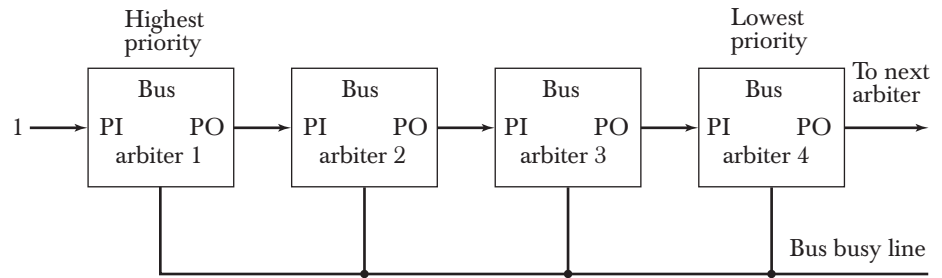 Highest
priority
Lowest
priority
Bus
PI PO
arbiter 1
Bus
PI PO
arbiter 2
Bus
PI PO
arbiter 3
Bus
PI PO
arbiter 4
1
To next
arbiter
Bus busy line